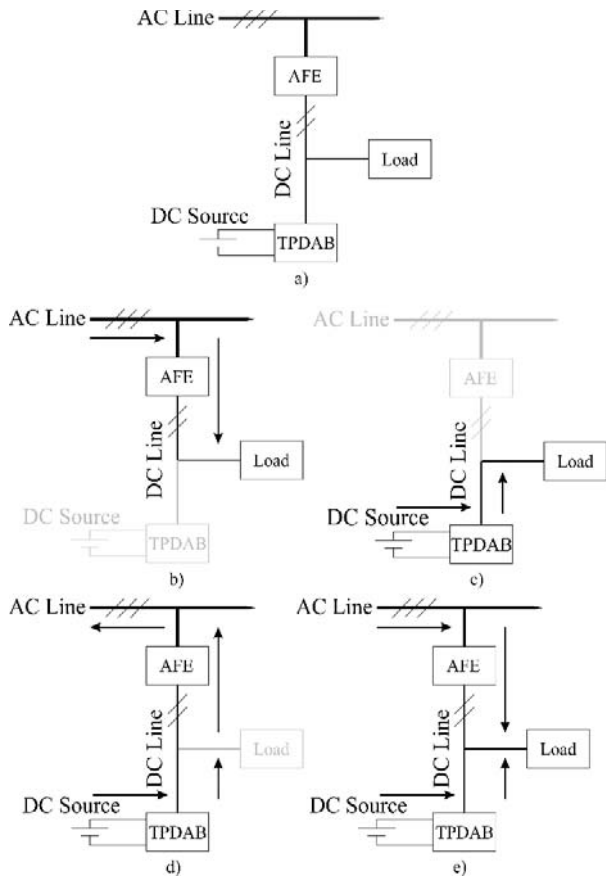 AC Line
AFE
DC Line
Load
DC Source
TPDAB
a)
AC Line
AFE
DC Line
Load
DC Source
TPDAB
b)
AC Line
AFE
DC Line
Load
DC Source
TPDAB
c)
AC Line
AFE
DC Line
Load
DC Source
TPDAB
d)
AC Line
AFE
DC Line
Load
DC Source
TPDAB
e)